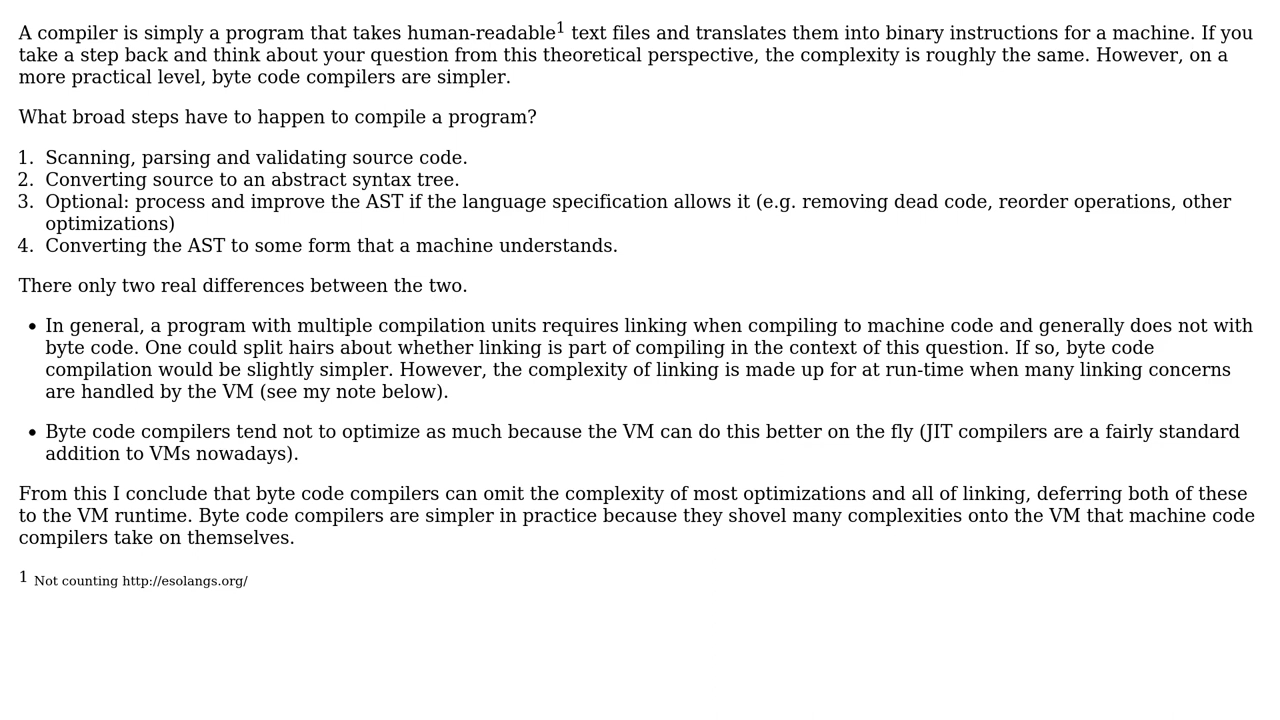 A compiler is simply a program that takes human-readable1 text files and translates them into binary instructions for a machine. If you
take a step back and think about your question from this theoretical perspective, the complexity is roughly the same. However, on a
more practical level, byte code compilers are simpler.
What broad steps have to happen to compile a program?
1. Scanning, parsing and validating source code.
2. Converting source to an abstract syntax tree.
3. Optional: process and improve the AST if the language specification allows it (e.g. removing dead code, reorder operations, other
optimizations)
4. Converting the AST to some form that a machine understands.
There only two real differences between the two.
• In general, a program with multiple compilation units requires linking when compiling to machine code and generally does not with
byte code. One could split hairs about whether linking is part of compiling in the context of this question. If so, byte code
compilation would be slightly simpler. However, the complexity of linking is made up for at run-time when many linking concerns
are handled by the VM (see my note below).
• Byte code compilers tend not to optimize as much because the VM can do this better on the fly (JIT compilers are a fairly standard
addition to VMs nowadays).
From this I conclude that byte code compilers can omit the complexity of most optimizations and all of linking, deferring both of these
to the VM runtime. Byte code compilers are simpler in practice because they shovel many complexities onto the VM that machine code
compilers take on themselves.
1 Not counting http://esolangs.org/